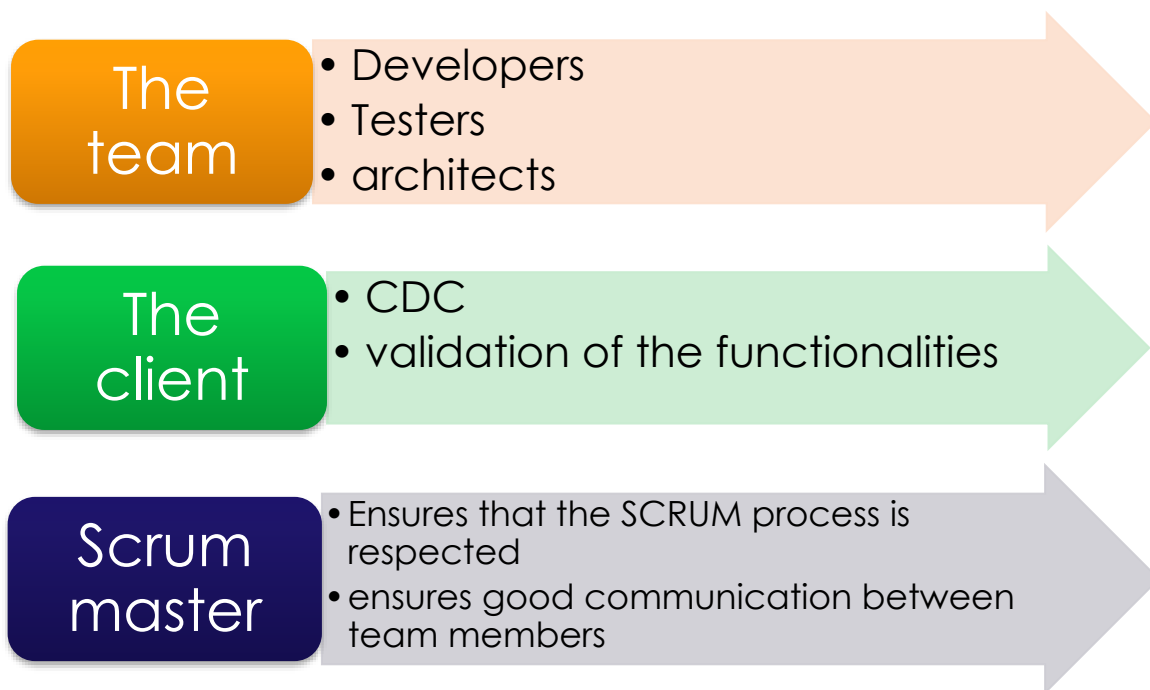 The
team
• Developers
• Testers
• architects
The
client
• CDC
• validation of the functionalities
Scrum
master
• Ensures that the SCRUM process is
respected
• ensures good communication between
team members